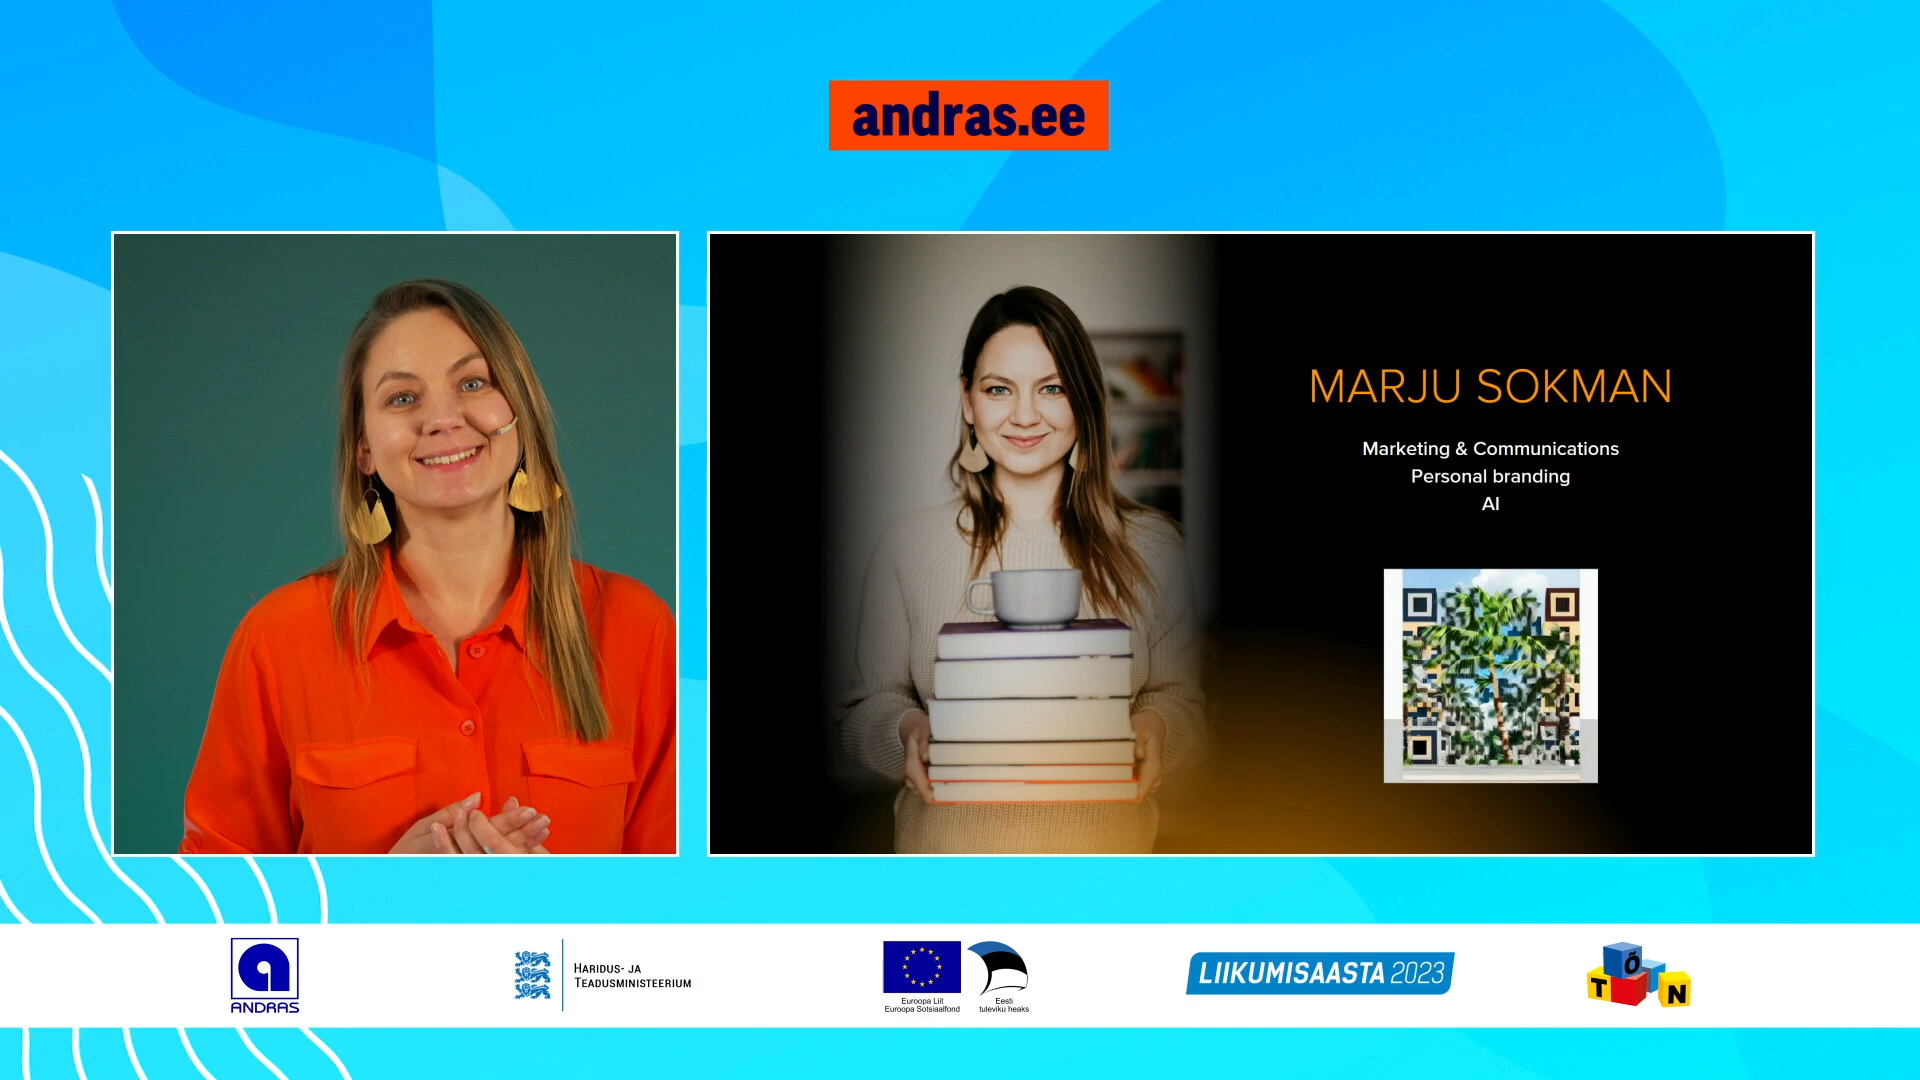 andras.ee
MARJU SOKMAN
Marketing & Communications
Personal branding
AI
ANDRAS
HARIDUS- JA
TEADUSMINISTEERIUM
Euroopa Liit
Euroopa Sotsiaalfond
Eesti
tuleviku heaks
LIIKUMISAASTA 2023
TÕN